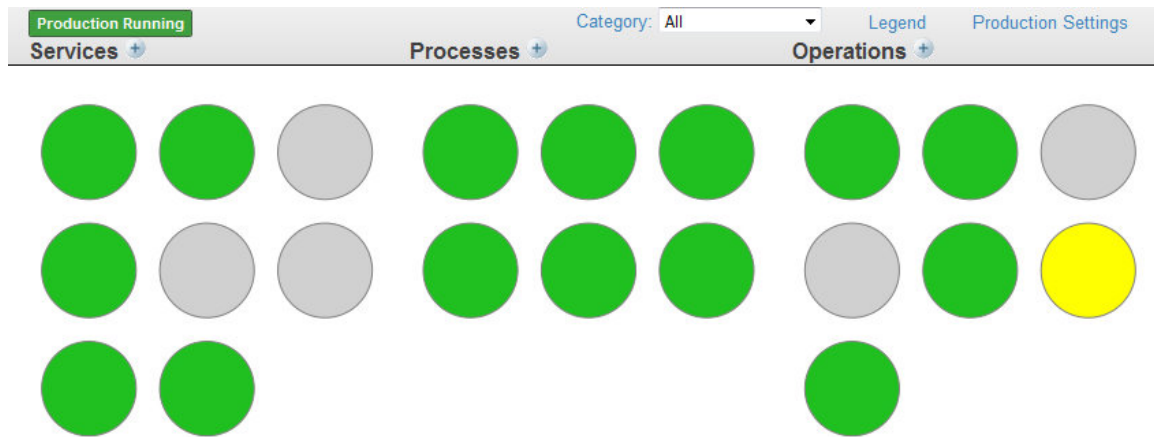 Production Running
Category: All
Legend
Production Settings
Services
Processes
Operations